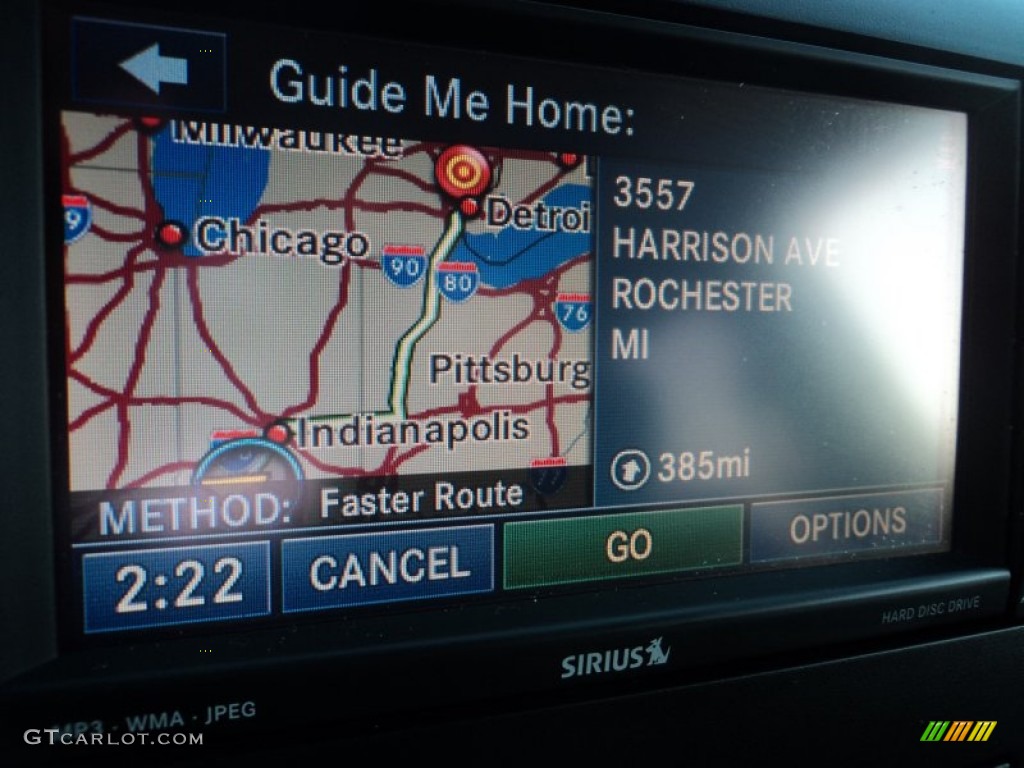 Guide Me Home:
Milwaukee
Detroi
Chicago
9
90
80
76
Pittsburg
Indianapolis
3557
HARRISON AVE
ROCHESTER
MI
385mi
METHOD: Faster Route
2:22
CANCEL
GO
OPTIONS
HARD DISC DRIVE
SIRIUS
MP3 · WMA · JPEG
GTCARLOT.COM